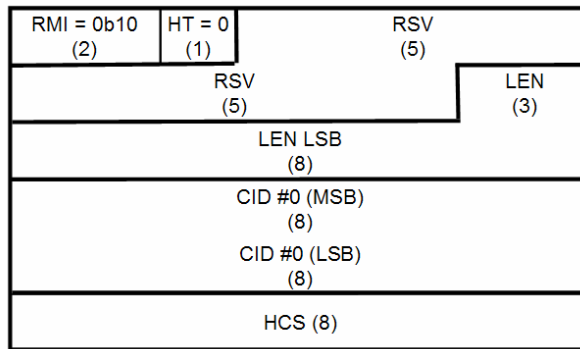 RMI = 0b10 HT = 0 RSV
(2) (1) (5)
RSV LEN
(5) (3)
LEN LSB
(8)
CID #0 (MSB)
(8)
CID #0 (LSB)
(8)
HCS (8)